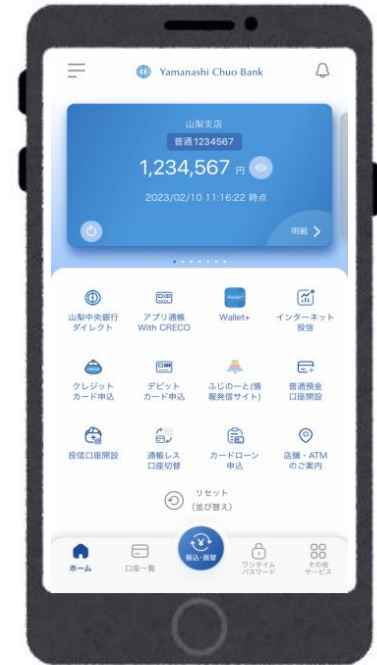 Yamanashi Chuo Bank
山梨支店
普通 1234567
1,234,567 円
2023/02/10 11:16:22 時点
明細
山梨中央銀行
ダイレクト
アプリ通帳
With CRECO
Wallet+
インターネット
投信
クレジット
カード申込
デビット
カード申込
ふじのーと(情
報発信サイト)
普通預金
口座開設
投信口座開設
通帳レス
口座切替
カードローン
申込
店舗・ATM
のご案内
リセット
(並び替え)
ホーム
口座一覧
振込・振替
ワンタイム
パスワード
その他
サービス